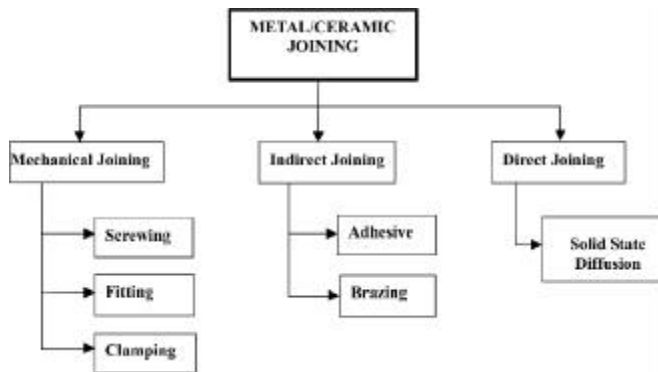 METAL/CERAMIC
JOINING
Mechanical Joining
Indirect Joining
Direct Joining
Screwing
Fitting
Clamping
Adhesive
Brazing
Solid State
Diffusion